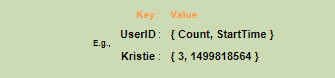 Key : Value
UserID : { Count, StartTime }
E.g.,
Kristie : { 3, 1499818564 }